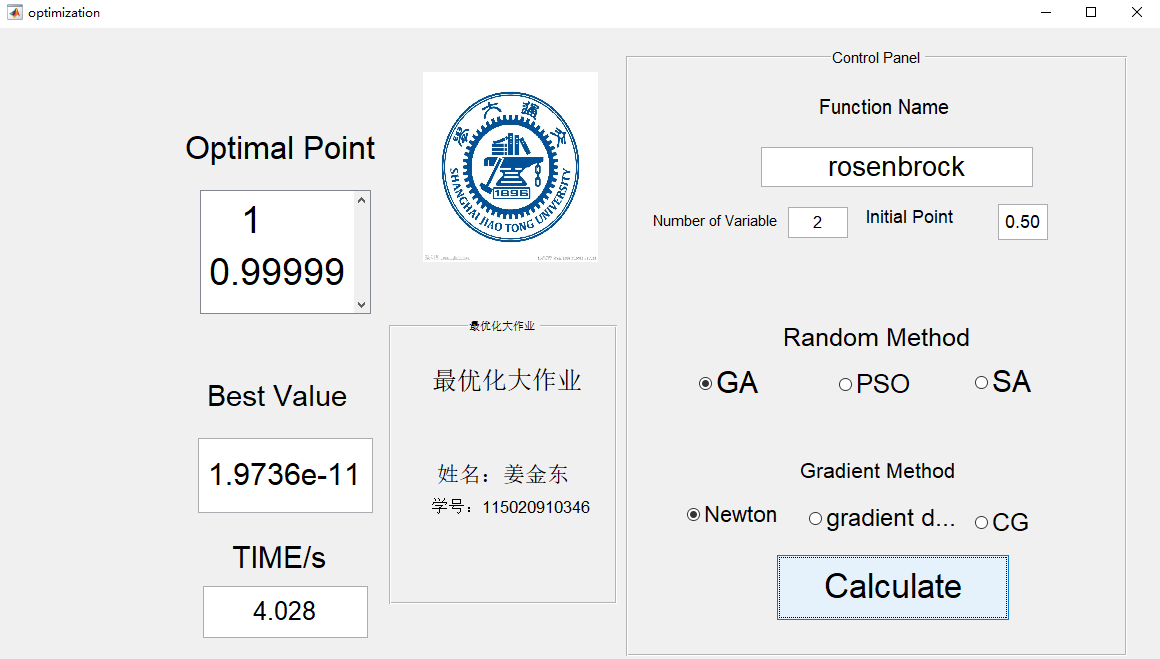 optimization
Optimal Point
1
0.99999
Best Value
1.9736e-11
TIME/s
4.028
SHANGHAI JIAO TONG UNIVERSITY
1896
最优化大作业
最优化大作业
姓名：姜金东
学号：115020910346
Control Panel
Function Name
rosenbrock
Number of Variable 2 Initial Point 0.50
Random Method
GA PSO SA
Gradient Method
Newton gradient d... CG
Calculate